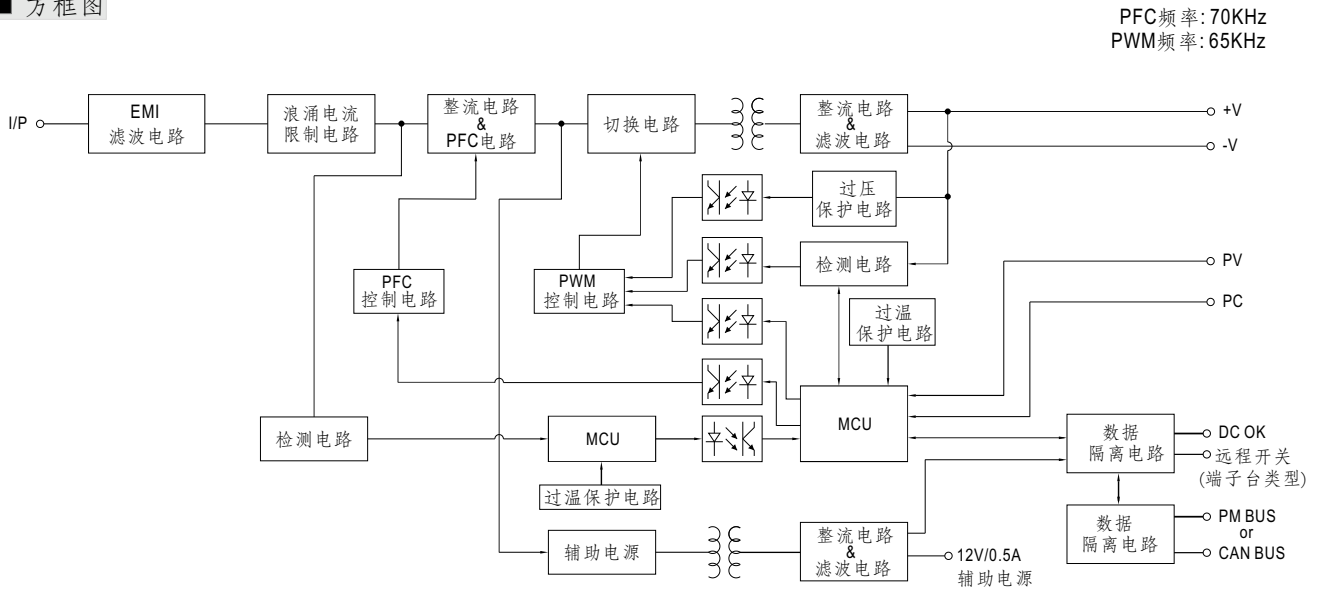 ■ 方框图
PFC频率: 70KHz
PWM频率: 65KHz
I/P
EMI
滤波电路
浪涌电流
限制电路
整流电路
&
PFC电路
切换电路
整流电路
&
滤波电路
+V
-V
过压
保护电路
检测电路
PFC
控制电路
PWM
控制电路
过温
保护电路
PV
PC
MCU
检测电路
MCU
过温保护电路
数据
隔离电路
DC OK
远程开关
(端子台类型)
数据
隔离电路
PM BUS
or
CAN BUS
辅助电源
整流电路
&
滤波电路
12V/0.5A
辅助电源